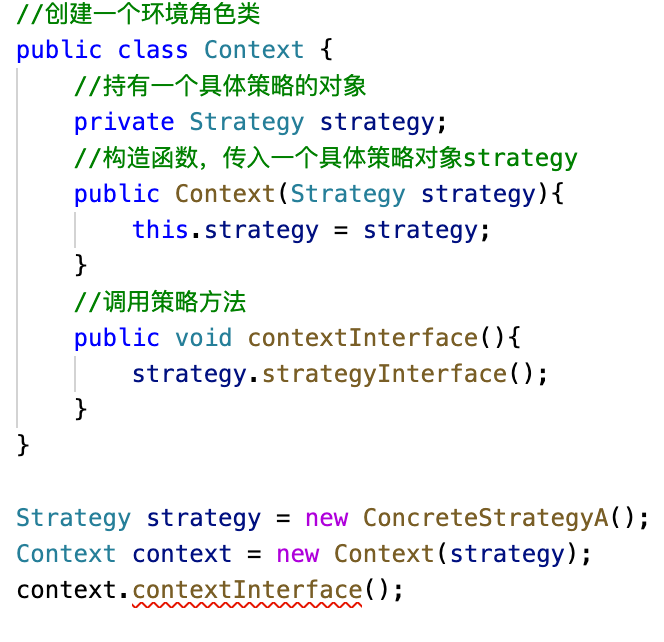 //创建一个环境角色类
public class Context {
//持有一个具体策略的对象
private Strategy strategy;
//构造函数，传入一个具体策略对象strategy
public Context(Strategy strategy){
this.strategy = strategy;
}
//调用策略方法
public void contextInterface(){
strategy.strategyInterface();
}
}
Strategy strategy = new ConcreteStrategyA();
Context context = new Context(strategy);
context.contextInterface();